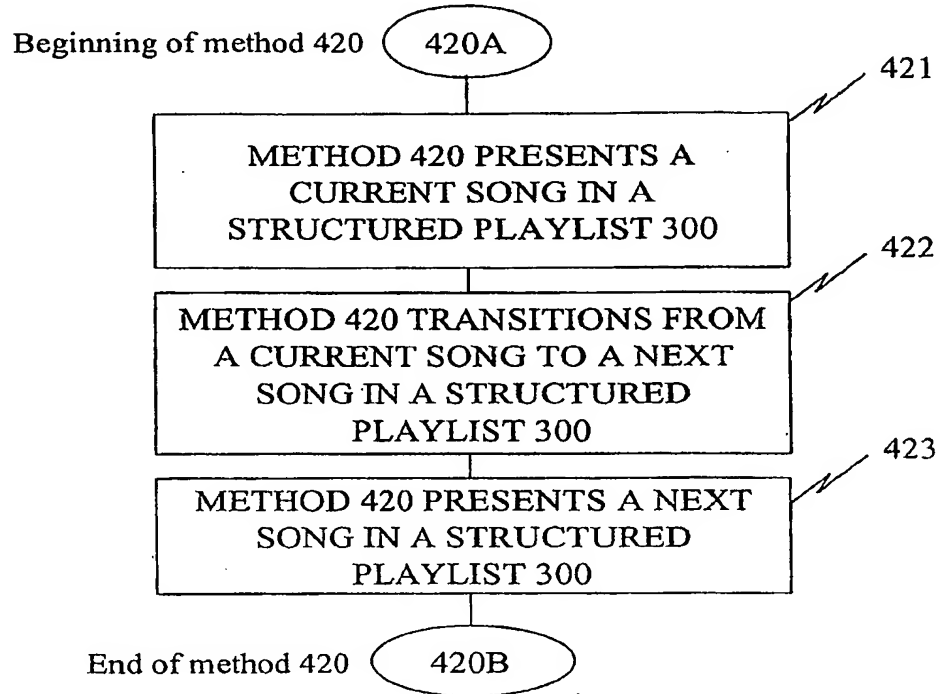 Beginning of method 420 420A
421
METHOD 420 PRESENTS A
CURRENT SONG IN A
STRUCTURED PLAYLIST 300
422
METHOD 420 TRANSITIONS FROM
A CURRENT SONG TO A NEXT
SONG IN A STRUCTURED
PLAYLIST 300
423
METHOD 420 PRESENTS A NEXT
SONG IN A STRUCTURED
PLAYLIST 300
End of method 420 420B